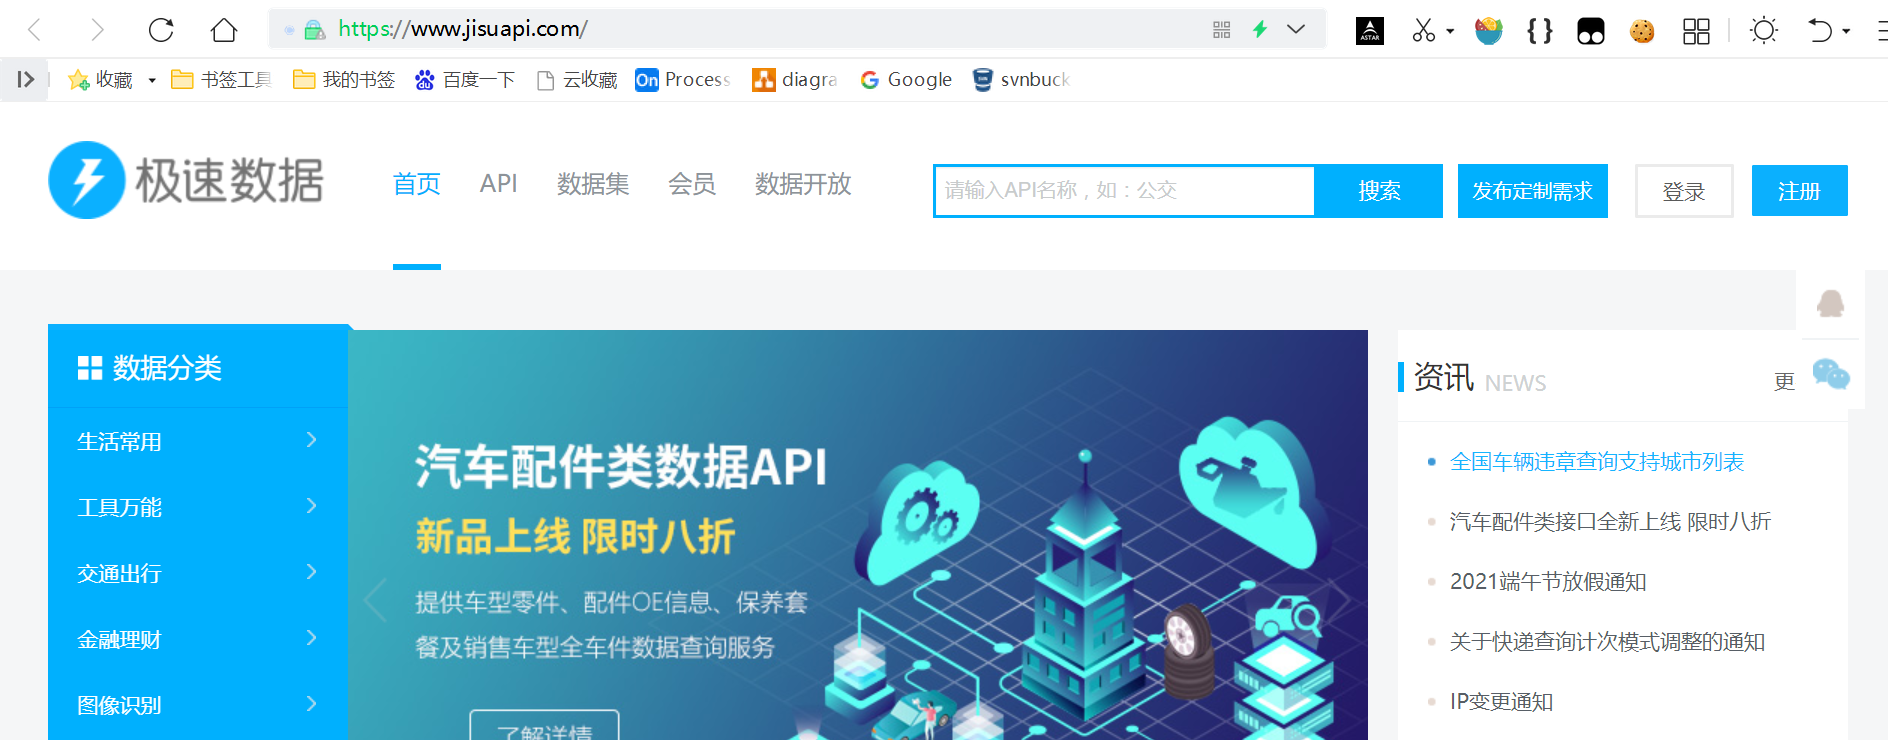 https://www.jisuapi.com/
ASTAR
收藏 书签工具 我的书签 百度一下 云收藏 Process diagra Google svnbuck
极速数据 首页 API 数据集 会员 数据开放 请输入API名称，如：公交 搜索 发布定制需求 登录 注册
数据分类
生活常用
工具万能
交通出行
金融理财
图像识别
汽车配件类数据API
新品上线 限时八折
提供车型零件、配件OE信息、保养套
餐及销售车型全车件数据查询服务
了解详情
资讯 NEWS 更
全国车辆违章查询支持城市列表
汽车配件类接口全新上线 限时八折
2021端午节放假通知
关于快递查询计次模式调整的通知
IP变更通知